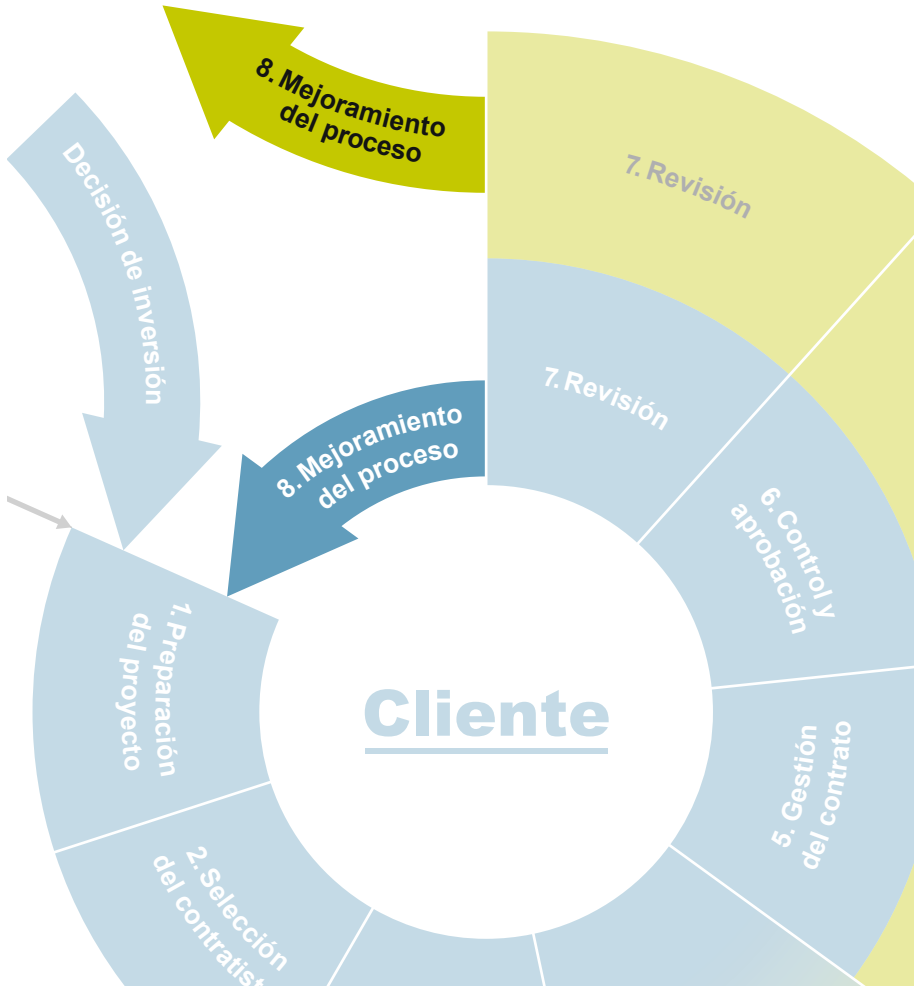 8. Mejoramiento
del proceso
7. Revisión
Decisión de inversión
7. Revisión
8. Mejoramiento
del proceso
6. Control y
aprobación
1. Preparación
del proyecto
Cliente
5. Gestión
del contrato
2. Selección
del